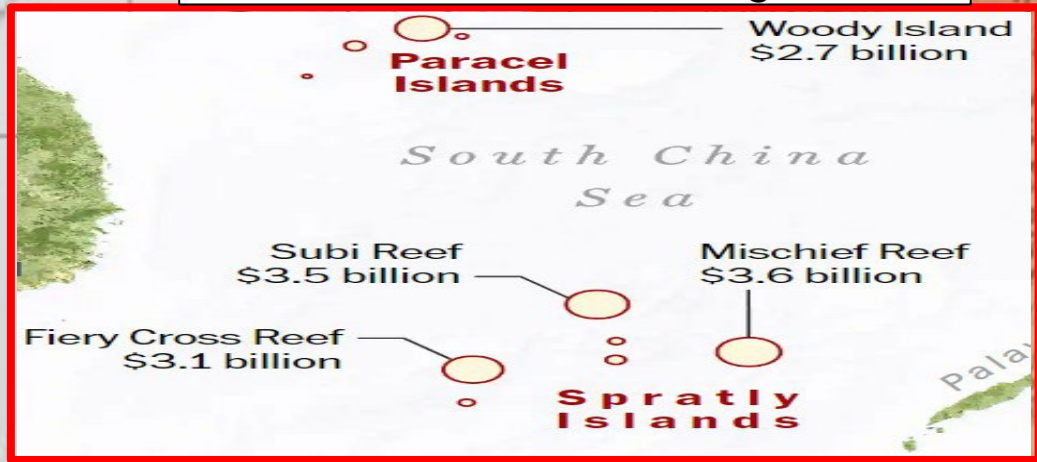 Woody Island
$2.7 billion
Paracel
Islands
South China
Sea
Subi Reef
$3.5 billion
Mischief Reef
$3.6 billion
Fiery Cross Reef
$3.1 billion
Spratly
Islands